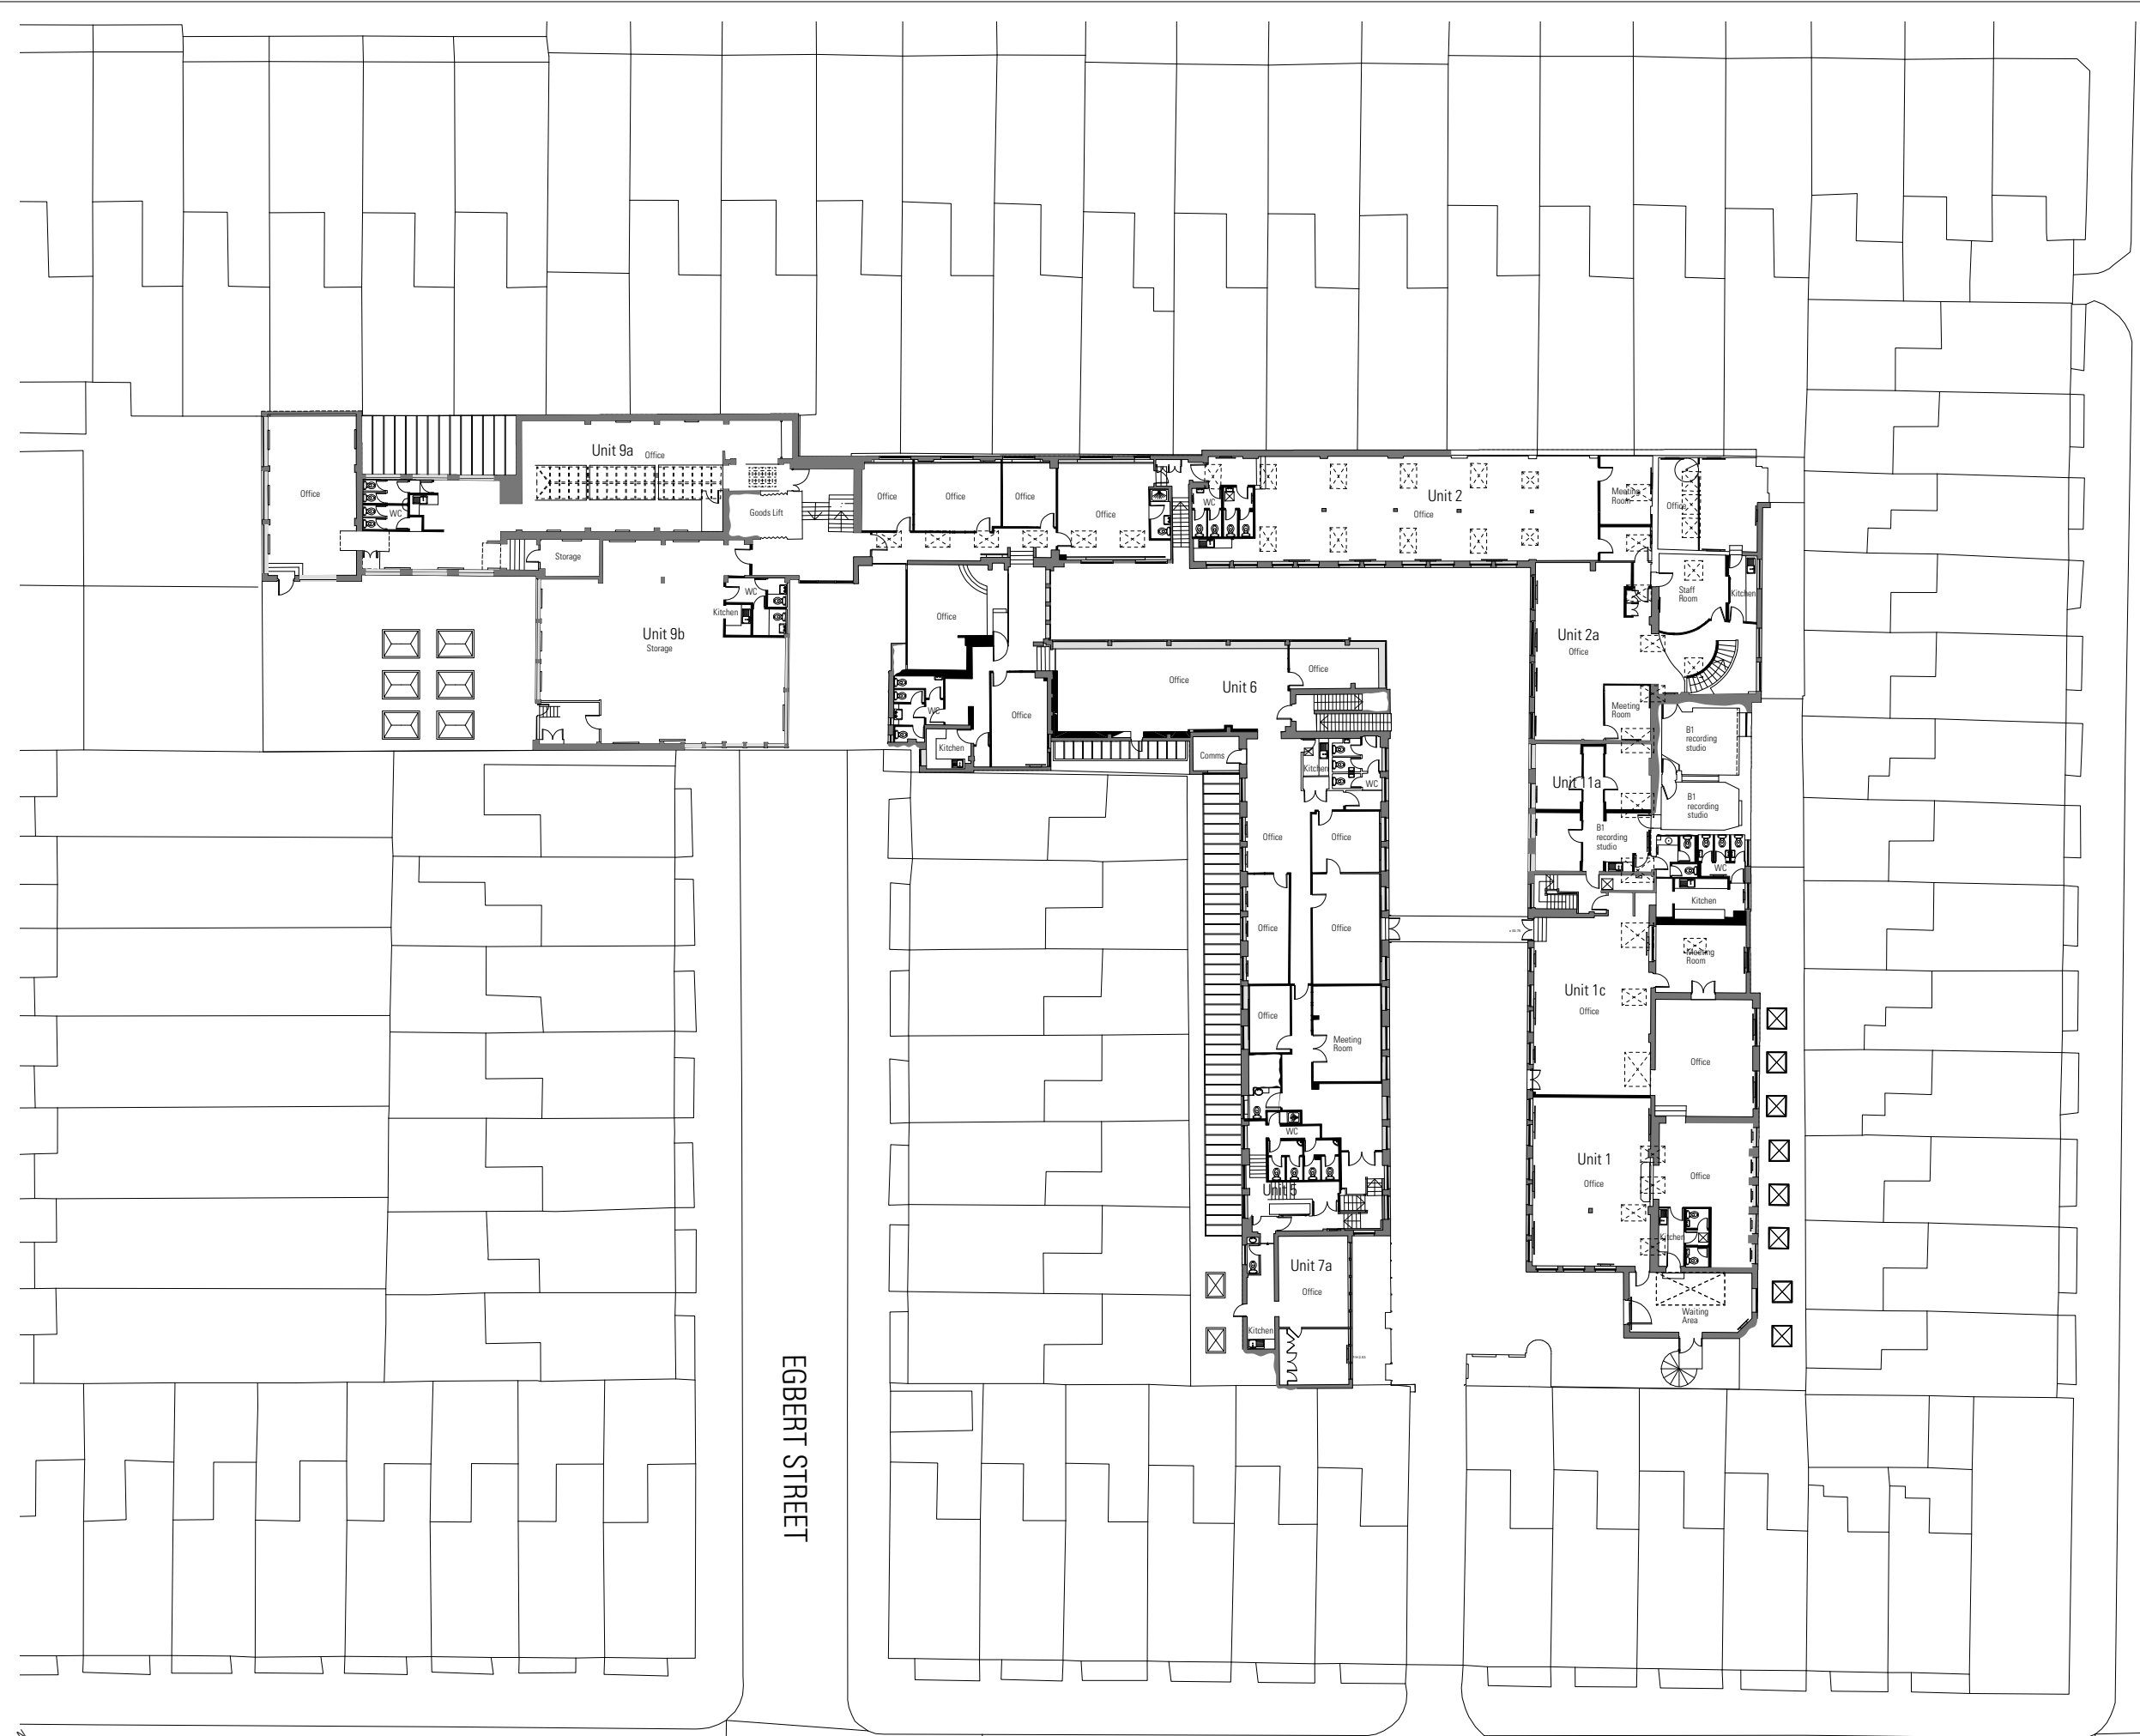 Unit 9a
Office
Office
WC
Goods Lift
Storage
Office
Office
Office
Office
WC
Unit 2
Office
Meeting
Room
Office
Unit 9b
Storage
WC
Kitchen
Office
Office
WC
Kitchen
Office
Unit 6
Office
Comms
Kitchen
WC
Unit 2a
Office
Staff
Room
Kitchen
Meeting
Room
B1
recording
studio
Unit 11a
B1
recording
studio
B1
recording
studio
WC
Kitchen
Office
Office
Office
Office
Office
Meeting
Room
WC
Unit 5
Unit 1c
Office
Meeting
Room
Office
Unit 1
Office
Office
Kitchen
Waiting
Area
Unit 7a
Office
Kitchen
EGBERT STREET